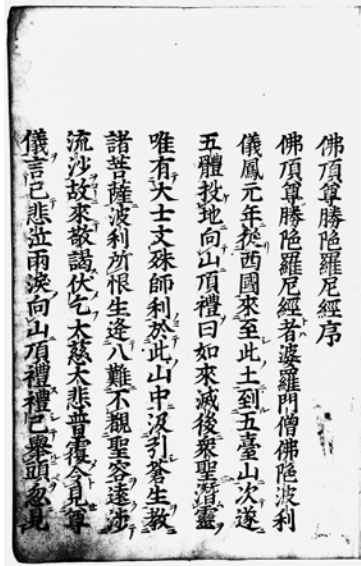 佛頂尊勝陁羅尼經序
佛頂尊勝陁羅尼經者婆羅門僧佛陁波利
儀鳳元年從西國來至此土到五臺山次遂
五體投地向山頂禮曰如來滅後衆聖潛靈
唯有大士文殊師利於此山中汲引蒼生教
諸菩薩波利所恨生逢八難不覩聖容遠涉
流沙故來敬謁伏乞大慈大悲普覆令見尊
儀言已悲泣雨淚向山頂禮禮已舉頭忽見